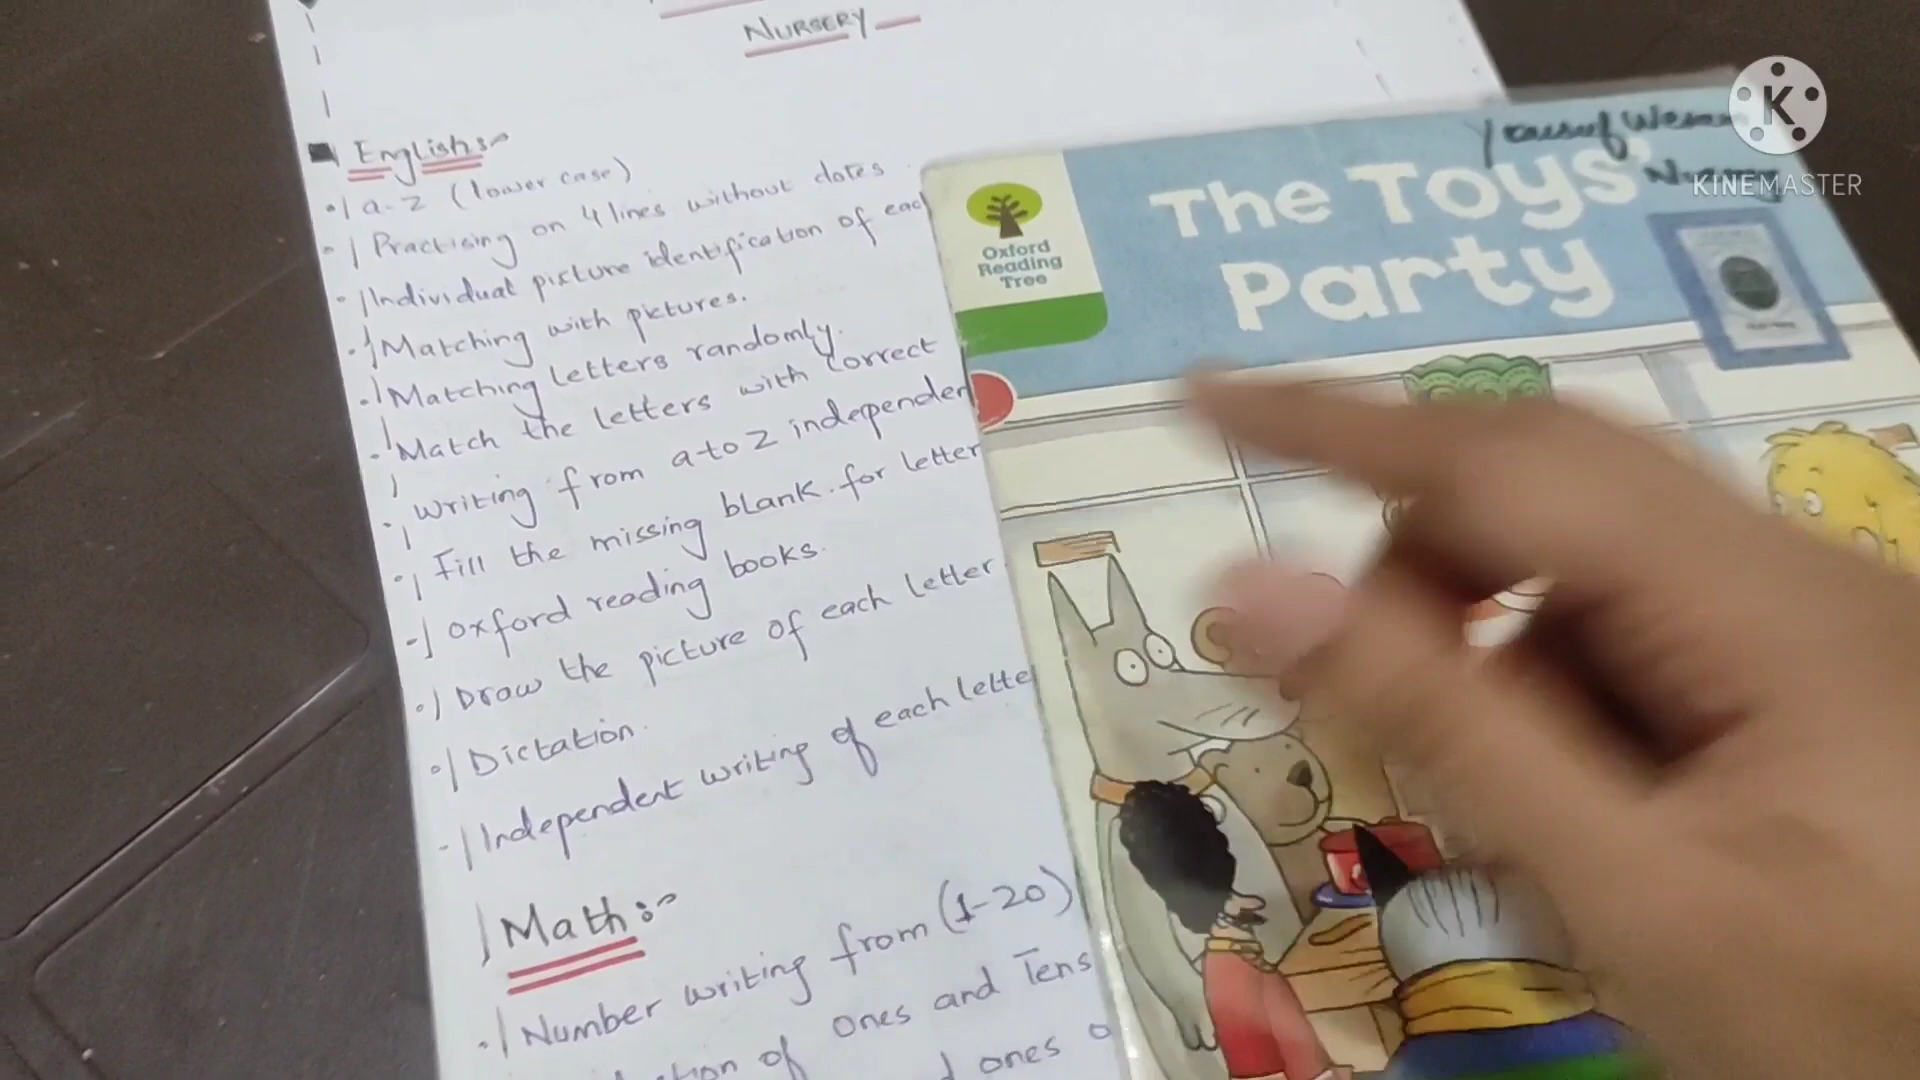 NURSERY
English:-
a-z (lower case)
Practising on 4 lines without dotes
Individual picture identification of eac
Matching with pictures.
Matching letters randomly.
Match the letters with correct
Writing from a to z independen
Fill the missing blank for letter
Oxford reading books.
Draw the picture of each letter
Dictation.
Independent writing of each lette
Math:-
Number writing from (1-20)
of ones and Tens
ones
Oxford
Reading
Tree
The Toys'
Party
Nursery
KINEMASTER